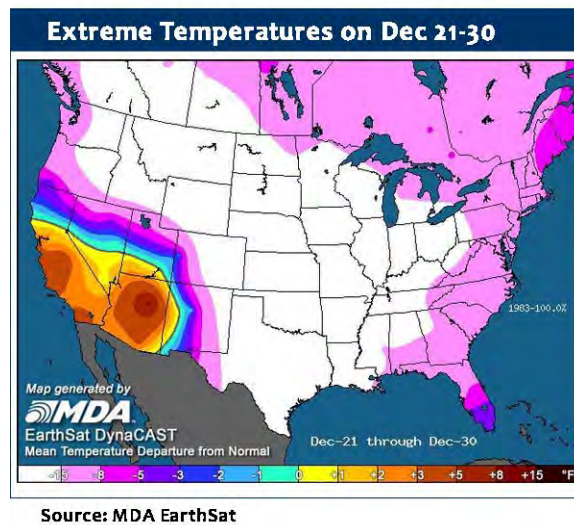 Extreme Temperatures on Dec 21-30
1983-100.0%
Map generated by
MDA
EarthSat DynaCAST
Mean Temperature Departure from Normal
Dec-21 through Dec-30
-15 -8 -5 -3 -2 -1 0 +1 +2 +3 +5 +8 +15 °F
Source: MDA EarthSat